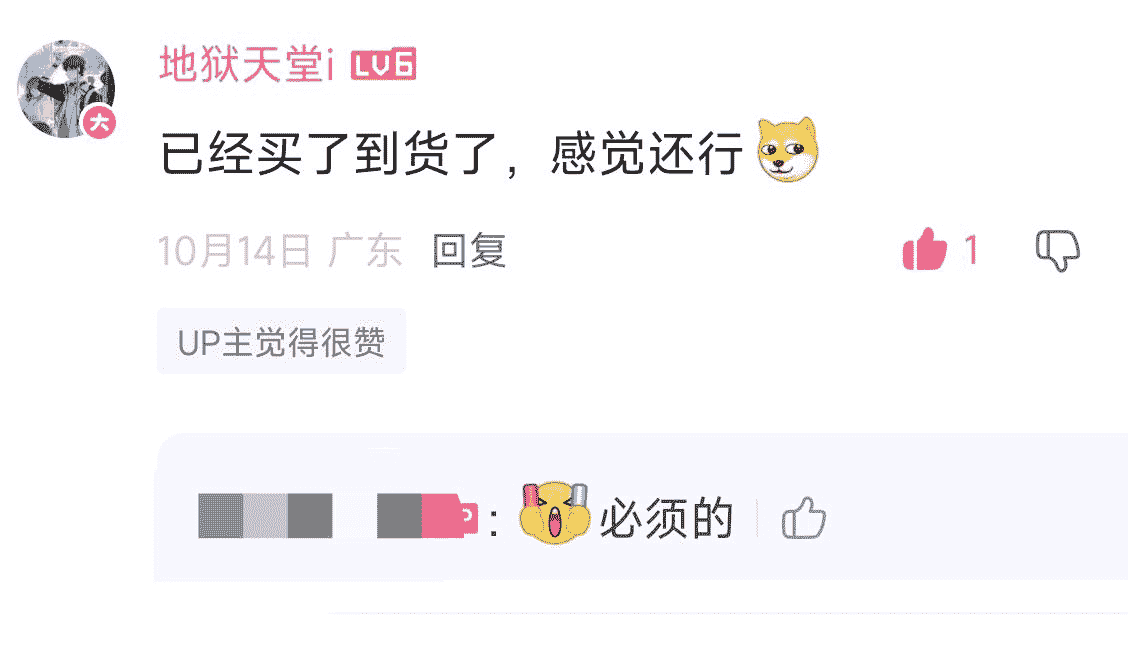 地狱天堂i LV6
大
已经买了到货了，感觉还行
10月14日 广东 回复
1
UP主觉得很赞
: 必须的